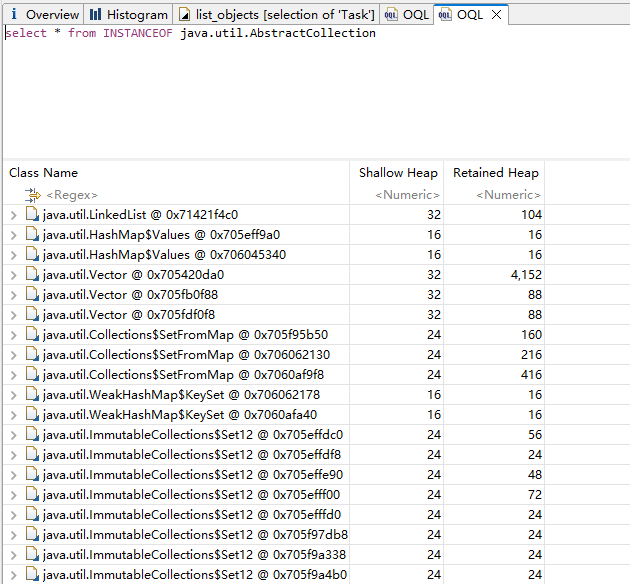 i Overview Histogram list_objects [selection of 'Task'] OQL OQL OQL OQL
select * from INSTANCEOF java.util.AbstractCollection
Class Name Shallow Heap Retained Heap
<Regex> <Numeric> <Numeric>
java.util.LinkedList @ 0x71421f4c0 32 104
java.util.HashMap$Values @ 0x705eff9a0 16 16
java.util.HashMap$Values @ 0x706045340 16 16
java.util.Vector @ 0x705420da0 32 4,152
java.util.Vector @ 0x705fb0f88 32 88
java.util.Vector @ 0x705fdf0f8 32 88
java.util.Collections$SetFromMap @ 0x705f95b50 24 160
java.util.Collections$SetFromMap @ 0x706062130 24 216
java.util.Collections$SetFromMap @ 0x7060af9f8 24 416
java.util.WeakHashMap$KeySet @ 0x706062178 16 16
java.util.WeakHashMap$KeySet @ 0x7060afa40 16 16
java.util.ImmutableCollections$Set12 @ 0x705effdc0 24 56
java.util.ImmutableCollections$Set12 @ 0x705effdf8 24 24
java.util.ImmutableCollections$Set12 @ 0x705effe90 24 48
java.util.ImmutableCollections$Set12 @ 0x705efff00 24 72
java.util.ImmutableCollections$Set12 @ 0x705efffd0 24 24
java.util.ImmutableCollections$Set12 @ 0x705f97db8 24 24
java.util.ImmutableCollections$Set12 @ 0x705f9a338 24 24
java.util.ImmutableCollections$Set12 @ 0x705f9a4b0 24 24